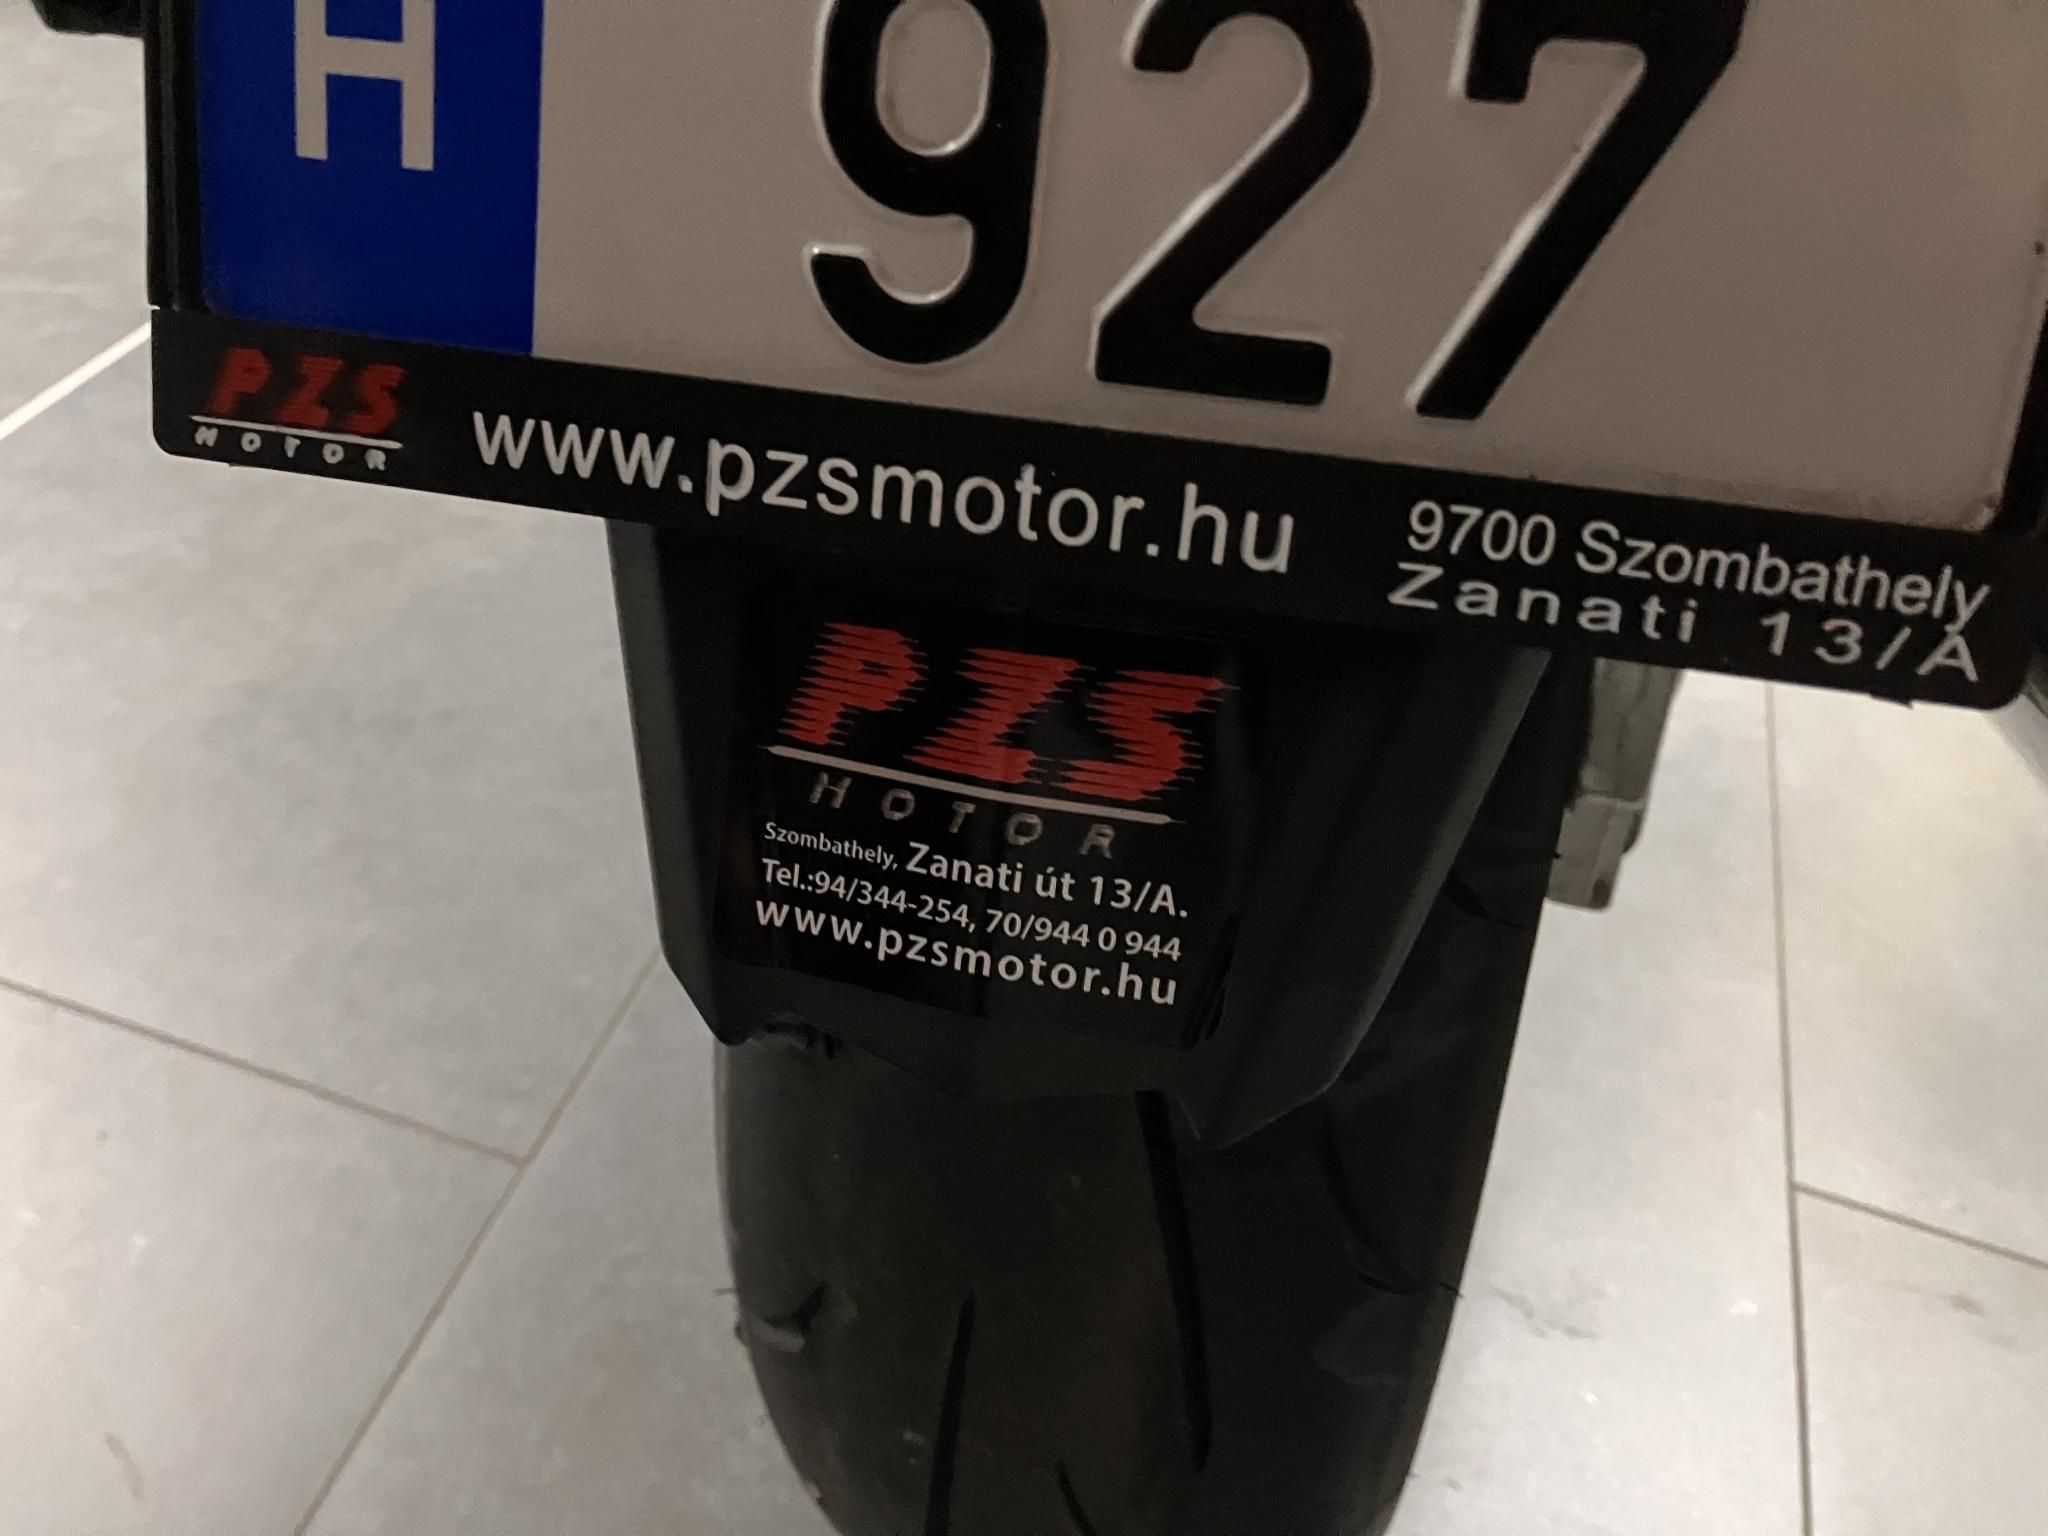 H
927
PZS
MOTOR
www.pzsmotor.hu
9700 Szombathely
Zanati 13/A
PZS
MOTOR
Szombathely, Zanati út 13/A.
Tel.:94/344-254, 70/944 0 944
www.pzsmotor.hu